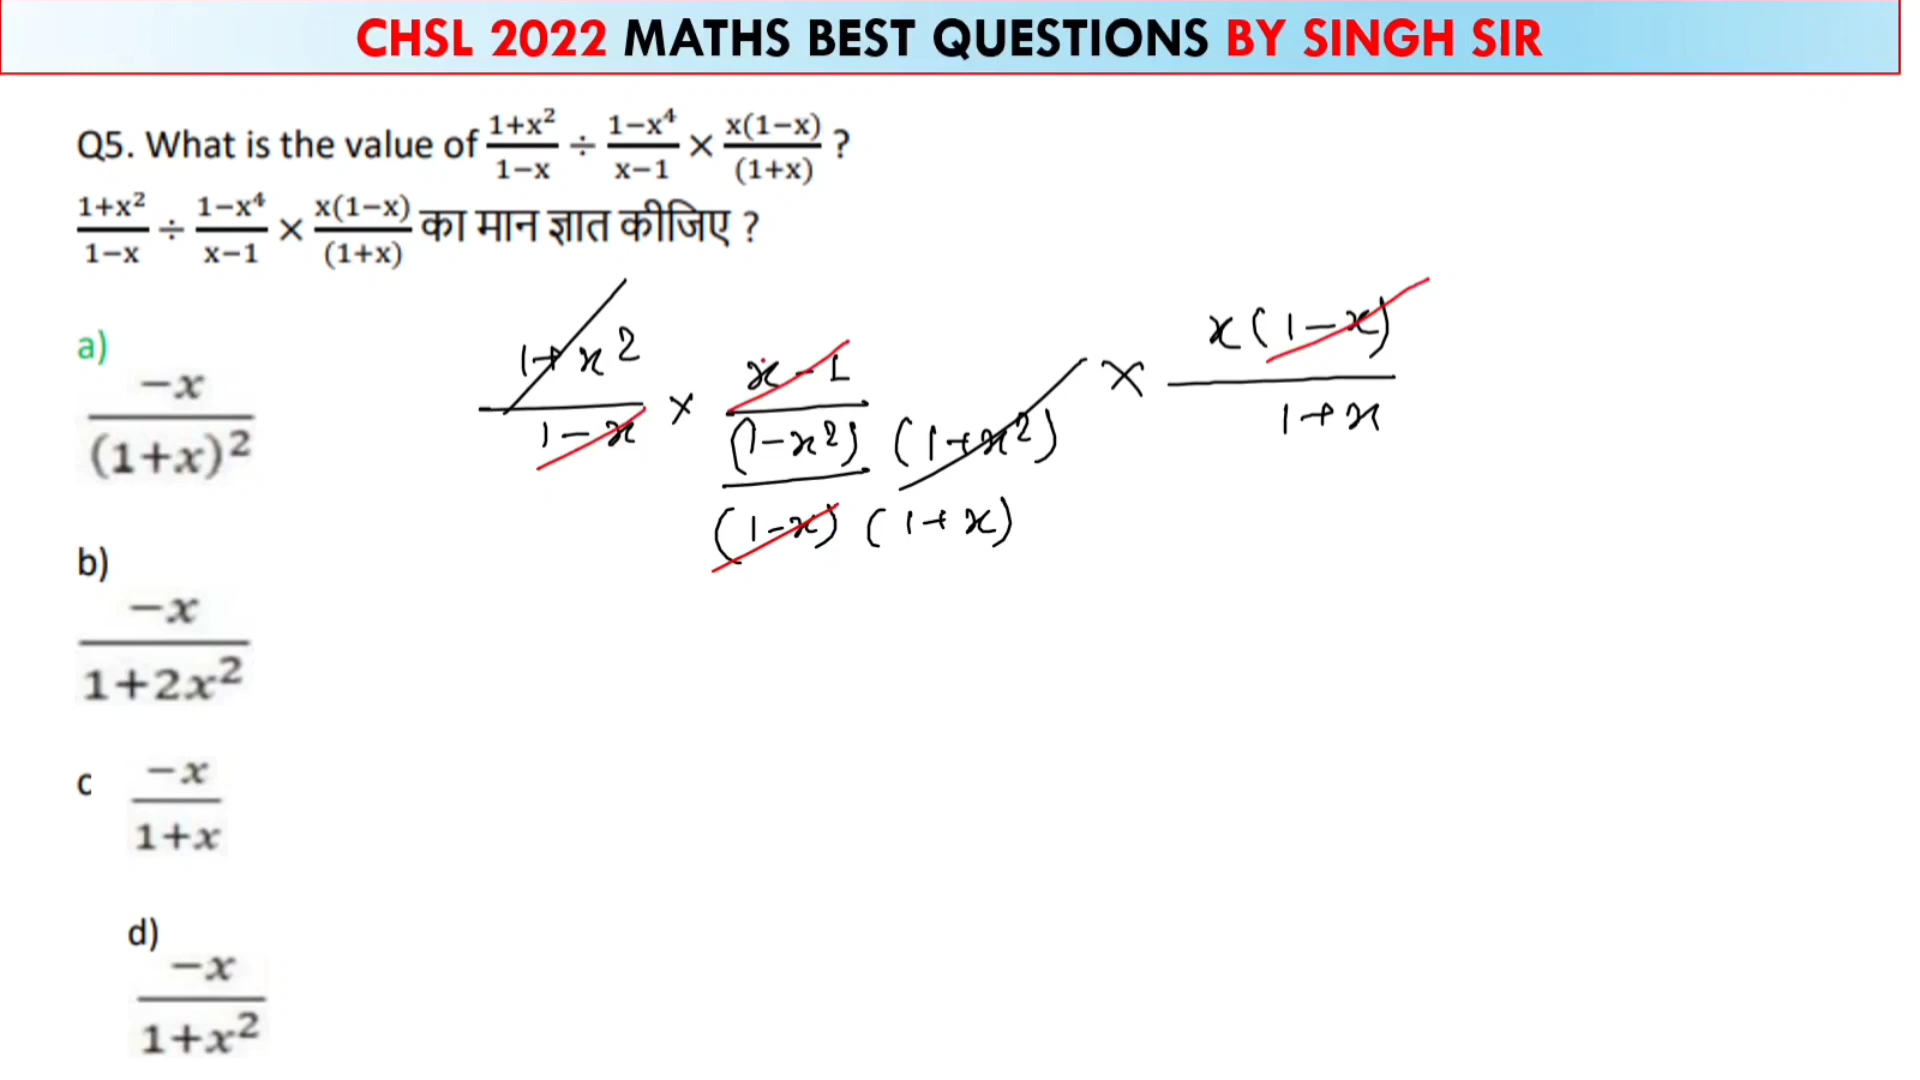 CHSL 2022 MATHS BEST QUESTIONS BY SINGH SIR
Q5. What is the value of (1+x²)/(1−x) ÷ (1−x⁴)/(x−1) × x(1−x)/(1+x) ?
(1+x²)/(1−x) ÷ (1−x⁴)/(x−1) × x(1−x)/(1+x) का मान ज्ञात कीजिए ?
(1+x²)/(1−x) × (x−1)/((1−x²)(1+x²)) × x(1−x)/(1+x)
(1−x)(1+x)
a) −x/(1+x)²
b) −x/(1+2x²)
c −x/(1+x)
d) −x/(1+x²)